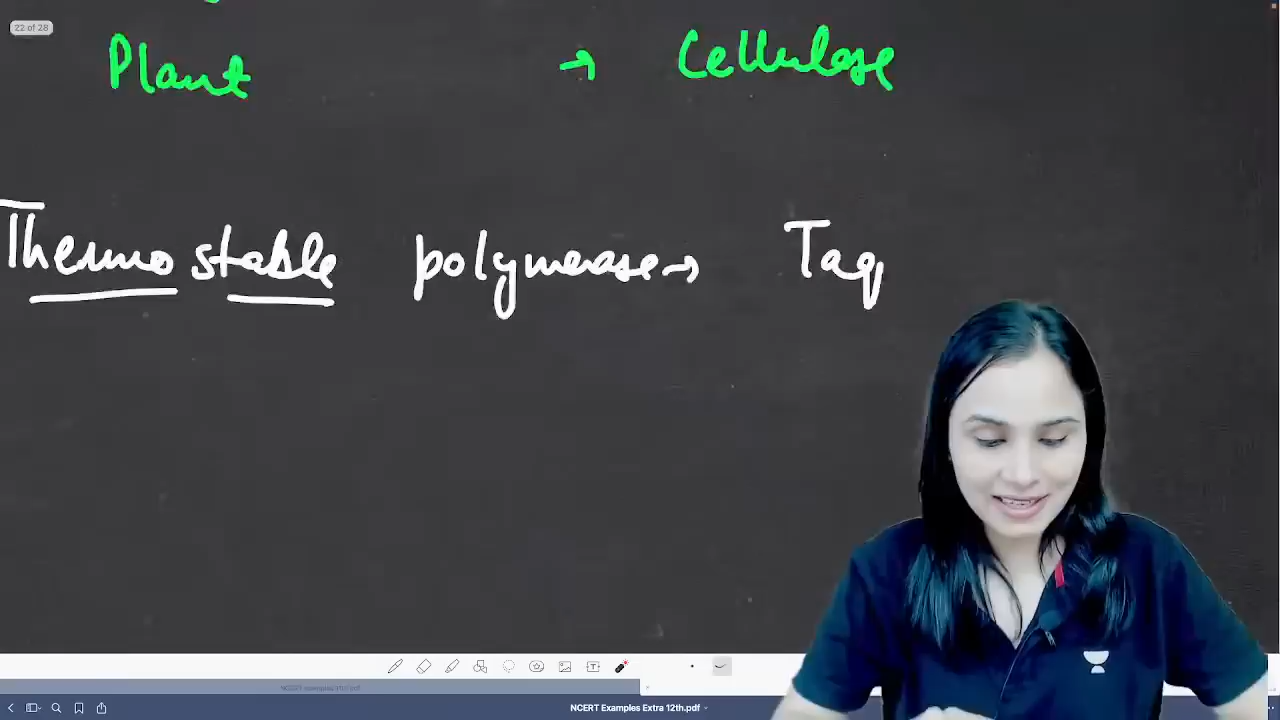 22 of 28
Plant → Cellulase
Thermostable polymerase → Taq
NCERT Examples Extra 12th.pdf